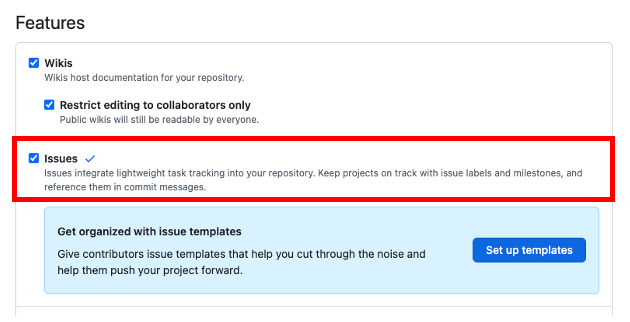 Features
Wikis
Wikis host documentation for your repository.
Restrict editing to collaborators only
Public wikis will still be readable by everyone.
Issues
Issues integrate lightweight task tracking into your repository. Keep projects on track with issue labels and milestones, and
reference them in commit messages.
Get organized with issue templates
Give contributors issue templates that help you cut through the noise and
help them push your project forward.
Set up templates